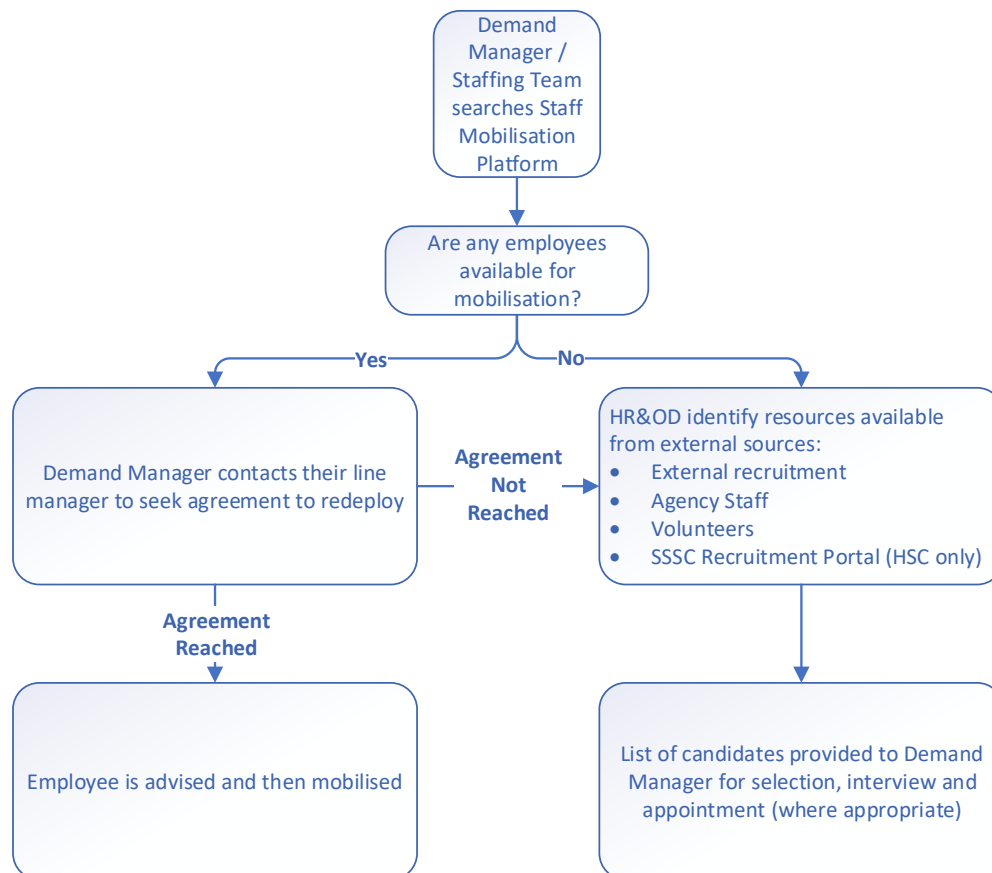 Demand
Manager /
Staffing Team
searches Staff
Mobilisation
Platform
Are any employees
available for
mobilisation?
Yes
No
Demand Manager contacts their line
manager to seek agreement to redeploy
Agreement
Not
Reached
HR&OD identify resources available
from external sources:
● External recruitment
● Agency Staff
● Volunteers
● SSSC Recruitment Portal (HSC only)
Agreement
Reached
Employee is advised and then mobilised
List of candidates provided to Demand
Manager for selection, interview and
appointment (where appropriate)